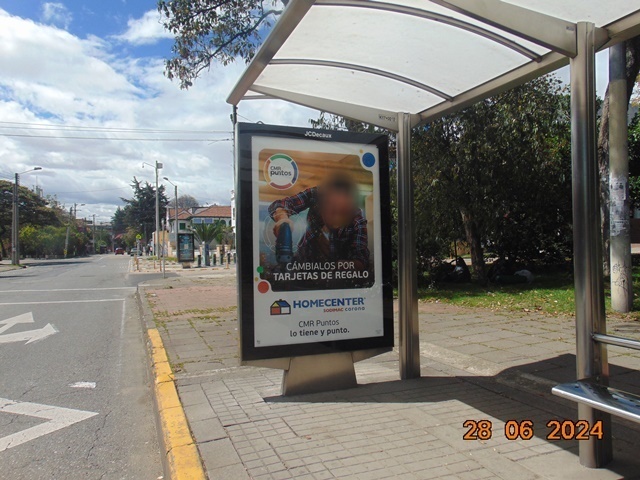 JCDecaux
CMR
puntos
CÁMBIALOS POR
TARJETAS DE REGALO
HOMECENTER
SODIMAC corona
CMR Puntos
lo tiene y punto.
28 06 2024